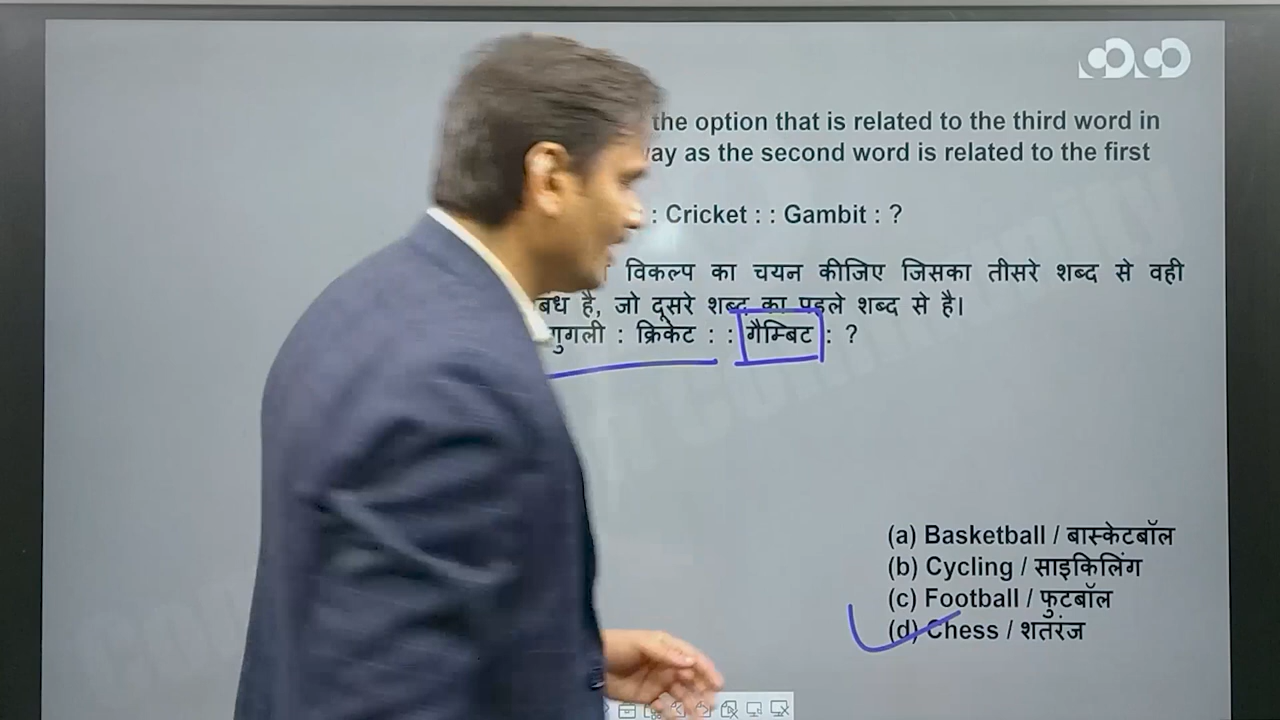 the option that is related to the third word in
as the second word is related to the first
: Cricket : : Gambit : ?
विकल्प का चयन कीजिए जिसका तीसरे शब्द से वही
है, जो दूसरे शब्द का पहले शब्द से है।
गुगली : क्रिकेट : : गैम्बिट : ?
(a) Basketball / बास्केटबॉल
(b) Cycling / साइकिलिंग
(c) Football / फुटबॉल
(d) Chess / शतरंज